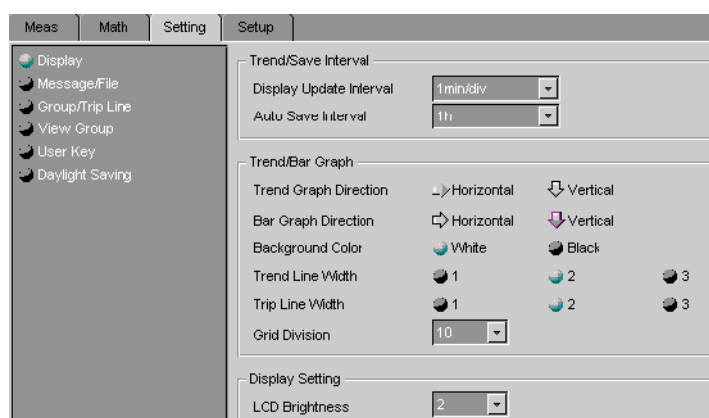 Meas Math Setting Setup
Display
Message/File
Group/Trip Line
View Group
User Key
Daylight Saving
Trend/Save Interval
Display Update Interval 1min/div
Auto Save Interval 1h
Trend/Bar Graph
Trend Graph Direction Horizontal Vertical
Bar Graph Direction Horizontal Vertical
Background Color White Black
Trend Line Width 1 2 3
Trip Line Width 1 2 3
Grid Division 10
Display Setting
LCD Brightness 2